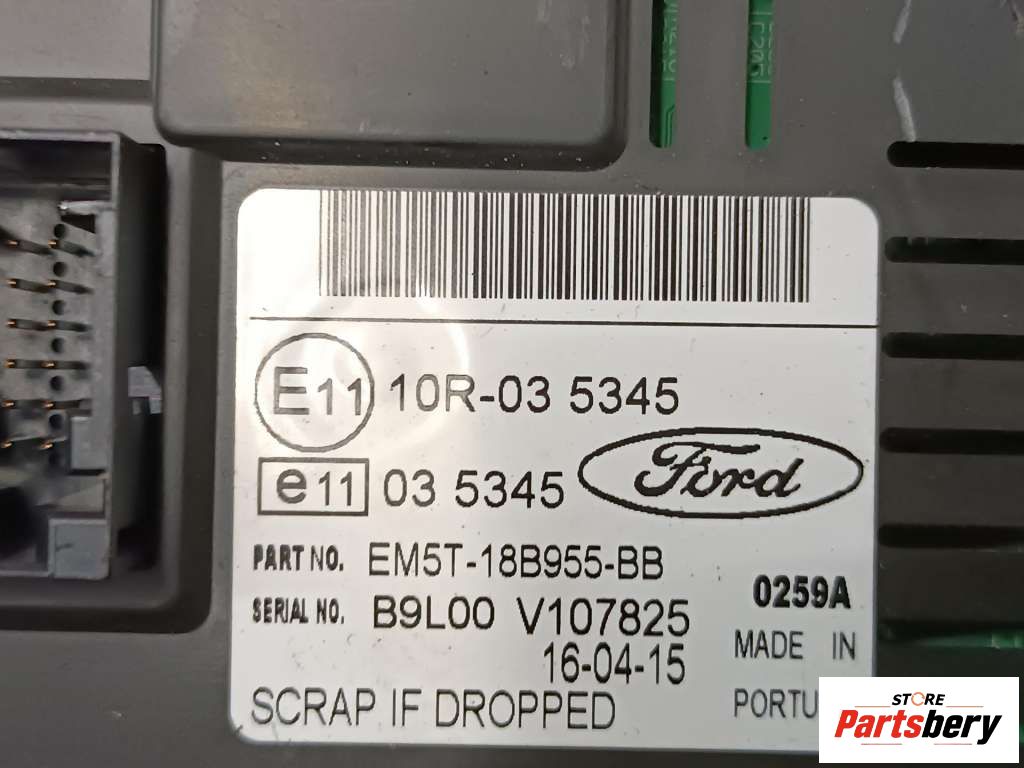 E11 10R-03 5345
e11 03 5345 Ford
PART NO. EM5T-18B955-BB
SERIAL NO. B9L00 V107825 0259A
16-04-15 MADE IN
SCRAP IF DROPPED PORTU
STORE
Partsbery